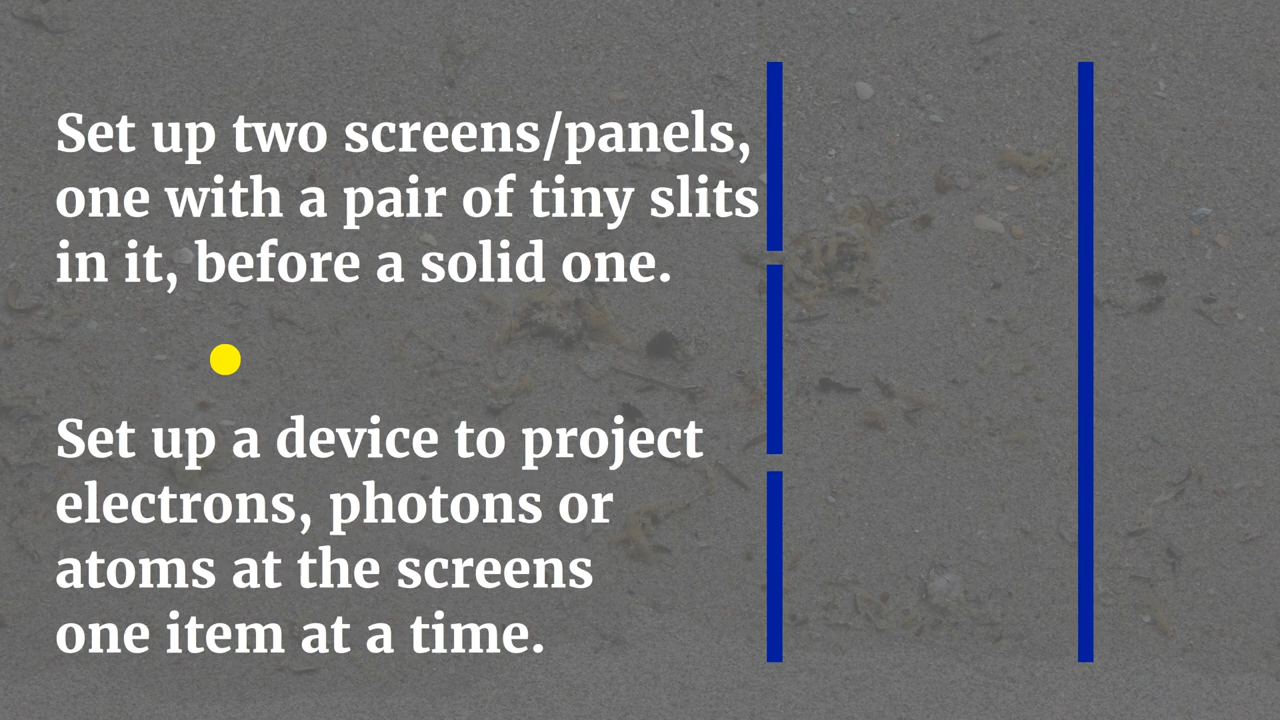 Set up two screens/panels,
one with a pair of tiny slits
in it, before a solid one.
Set up a device to project
electrons, photons or
atoms at the screens
one item at a time.